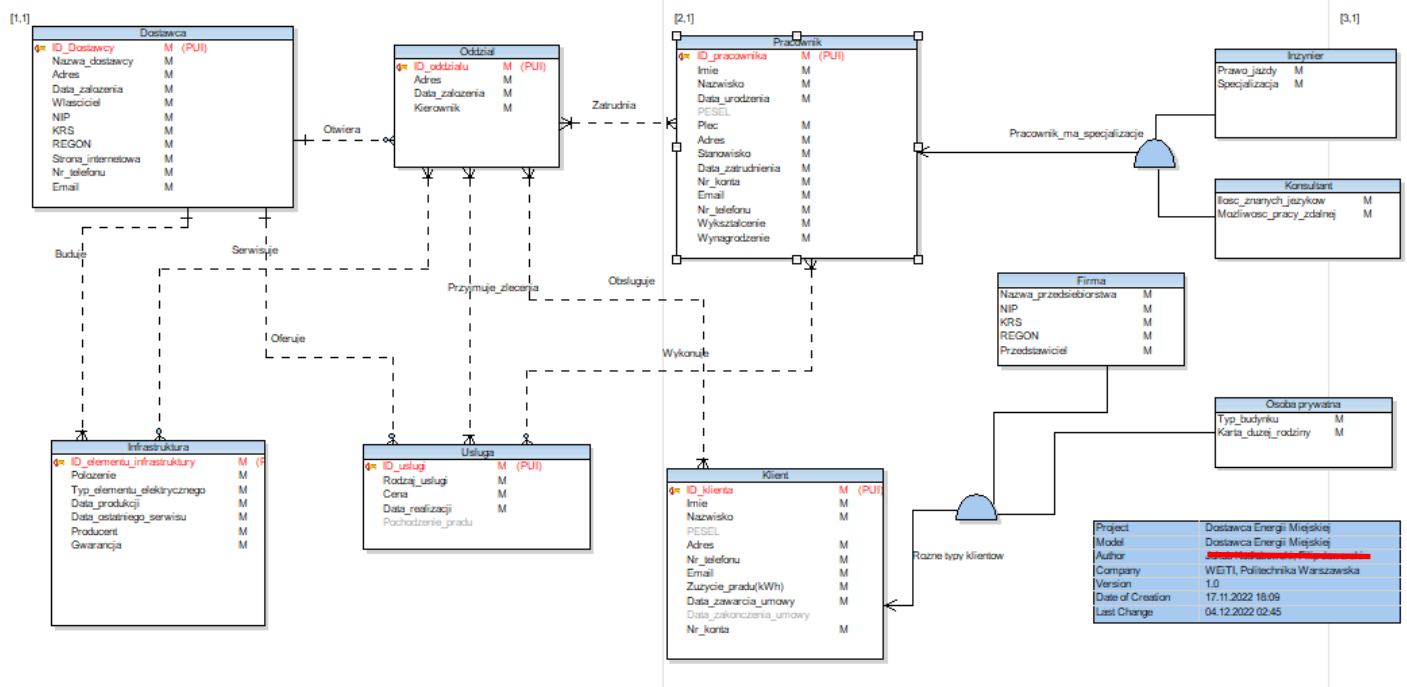 [1,1]
[2,1]
[3,1]
Dostawca
ID_Dostawcy M (PUI)
Nazwa_dostawcy M
Adres M
Data_zalozenia M
Wlasciciel M
NIP M
KRS M
REGON M
Strona_internetowa M
Nr_telefonu M
Email M
Oddzial
ID_oddzialu M (PUI)
Adres M
Data_zalozenia M
Kierownik M
Pracownik
ID_pracownika M (PUI)
Imie M
Nazwisko M
Data_urodzenia M
PESEL
Plec M
Adres M
Stanowisko M
Data_zatrudnienia M
Nr_konta M
Email M
Nr_telefonu M
Wyksztalcenie M
Wynagrodzenie M
Inzynier
Prawo_jazdy M
Specjalizacja M
Konsultant
Ilosc_znanych_jezykow M
Mozliwosc_pracy_zdalnej M
Otwiera
Zatrudnia
Pracownik_ma_specjalizacje
Buduje
Serwisuje
Przyjmuje_zlecenia
Obsluguje
Oferuje
Wykonuje
Firma
Nazwa_przedsiebiorstwa M
NIP M
KRS M
REGON M
Przedstawiciel M
Osoba prywatna
Typ_budynku M
Karta_duzej_rodziny M
Infrastruktura
ID_elementu_infrastruktury M (P
Polozenie M
Typ_elementu_elektrycznego M
Data_produkcji M
Data_ostatniego_serwisu M
Producent M
Gwarancja M
Usluga
ID_uslugi M (PUI)
Rodzaj_uslugi M
Cena M
Data_realizacji M
Pochodzenie_pradu
Klient
ID_klienta M (PUI)
Imie M
Nazwisko M
PESEL
Adres M
Nr_telefonu M
Email M
Zuzycie_pradu(kWh) M
Data_zawarcia_umowy M
Data_zakonczenia_umowy
Nr_konta M
Rozne typy klientow
Project Dostawca Energii Miejskiej
Model Dostawca Energii Miejskiej
Author
Company WEiTI, Politechnika Warszawska
Version 1.0
Date of Creation 17.11.2022 18:09
Last Change 04.12.2022 02:45